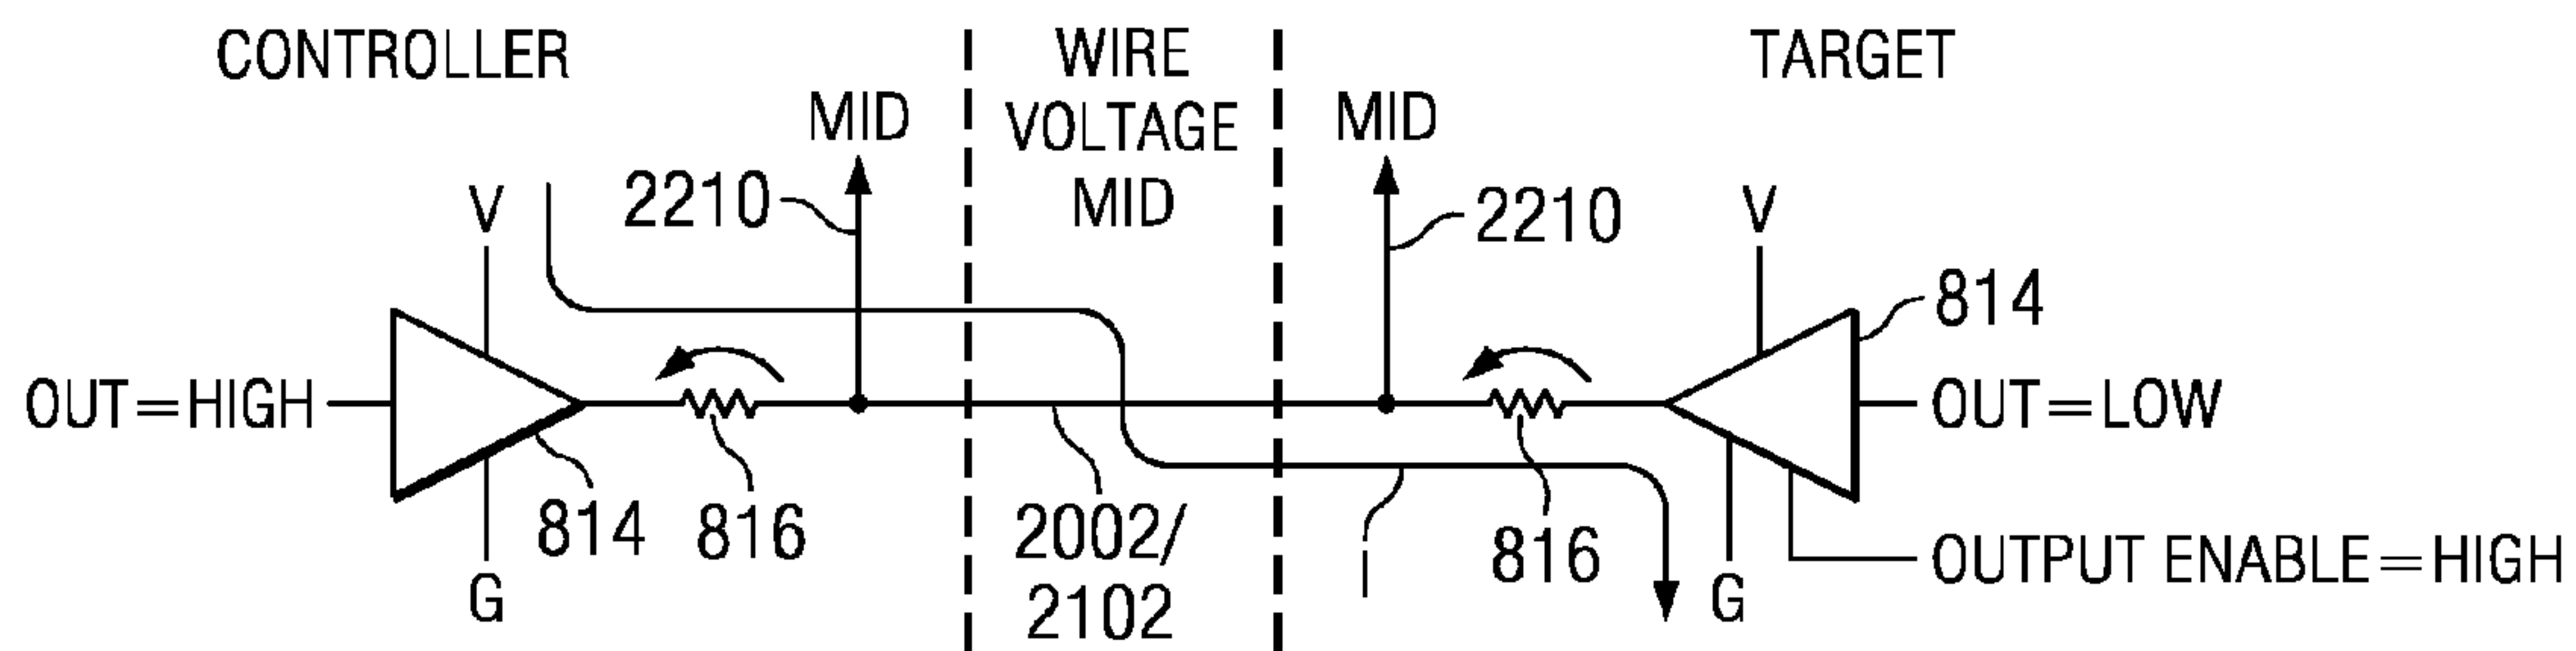 CONTROLLER
WIRE
VOLTAGE
MID
TARGET
MID
MID
V
2210
2210
V
814
OUT=HIGH
OUT=LOW
814
816
2002/
2102
I
816
OUTPUT ENABLE=HIGH
G
G